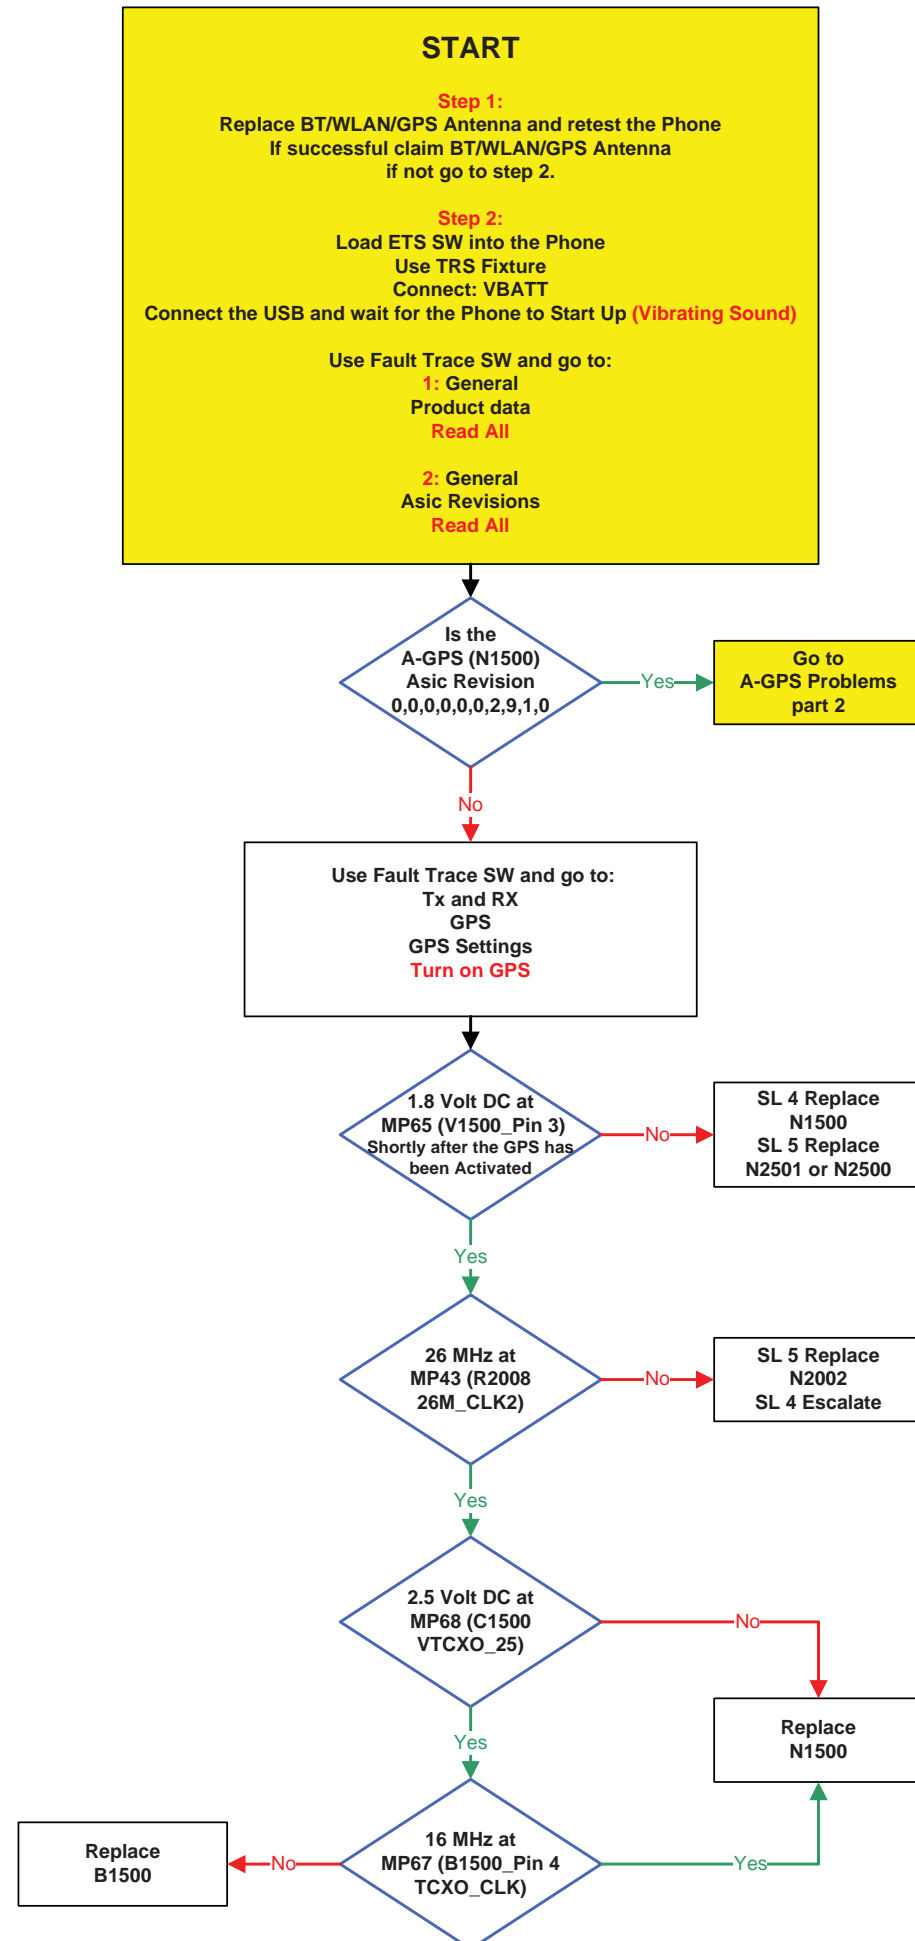 START
Step 1:
Replace BT/WLAN/GPS Antenna and retest the Phone
If successful claim BT/WLAN/GPS Antenna
if not go to step 2.
Step 2:
Load ETS SW into the Phone
Use TRS Fixture
Connect: VBATT
Connect the USB and wait for the Phone to Start Up (Vibrating Sound)
Use Fault Trace SW and go to:
1: General
Product data
Read All
2: General
Asic Revisions
Read All
Is the
A-GPS (N1500)
Asic Revision
0,0,0,0,0,0,2,9,1,0
Yes
Go to
A-GPS Problems
part 2
No
Use Fault Trace SW and go to:
Tx and RX
GPS
GPS Settings
Turn on GPS
1.8 Volt DC at
MP65 (V1500_Pin 3)
Shortly after the GPS has
been Activated
No
SL 4 Replace
N1500
SL 5 Replace
N2501 or N2500
Yes
26 MHz at
MP43 (R2008
26M_CLK2)
No
SL 5 Replace
N2002
SL 4 Escalate
Yes
2.5 Volt DC at
MP68 (C1500
VTCXO_25)
No
Replace
N1500
Yes
16 MHz at
MP67 (B1500_Pin 4
TCXO_CLK)
No
Replace
B1500
Yes